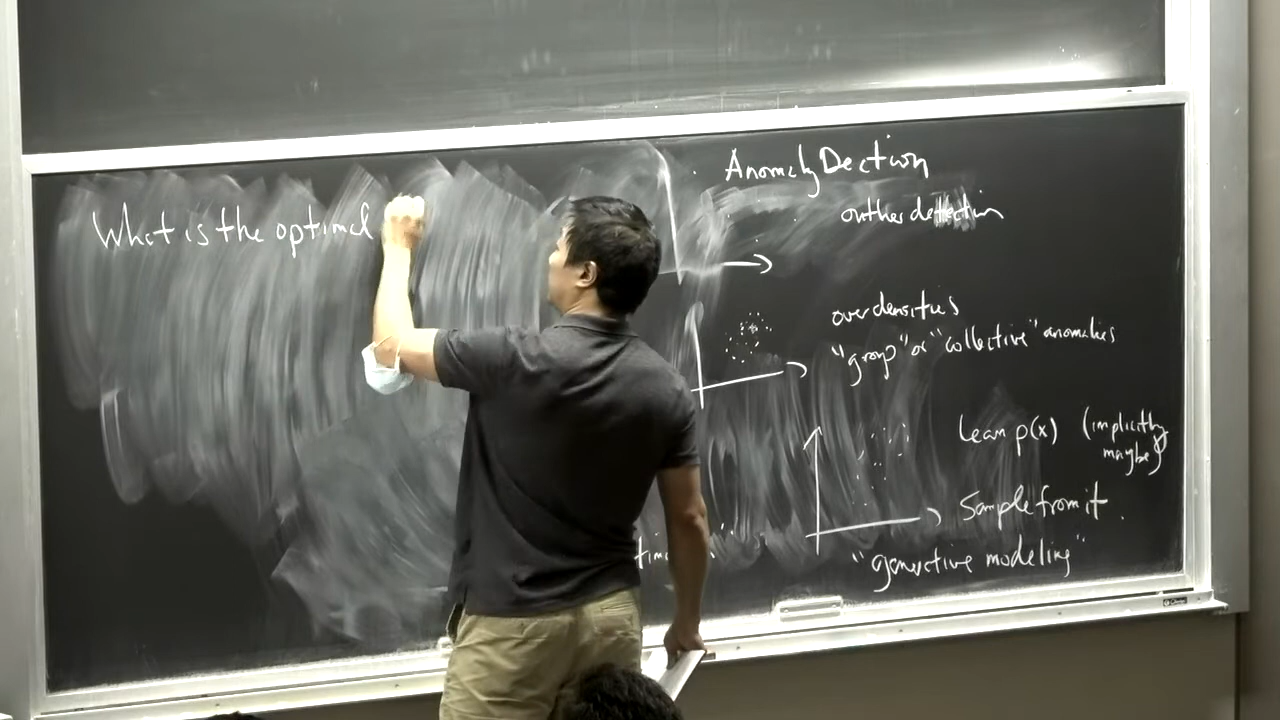 What is the optimal
Anomaly Dection
outlier detection
overdensities
"group" or "collective" anomalies
Learn p(x) (implicitly
maybe)
Sample from it.
"generative modeling"